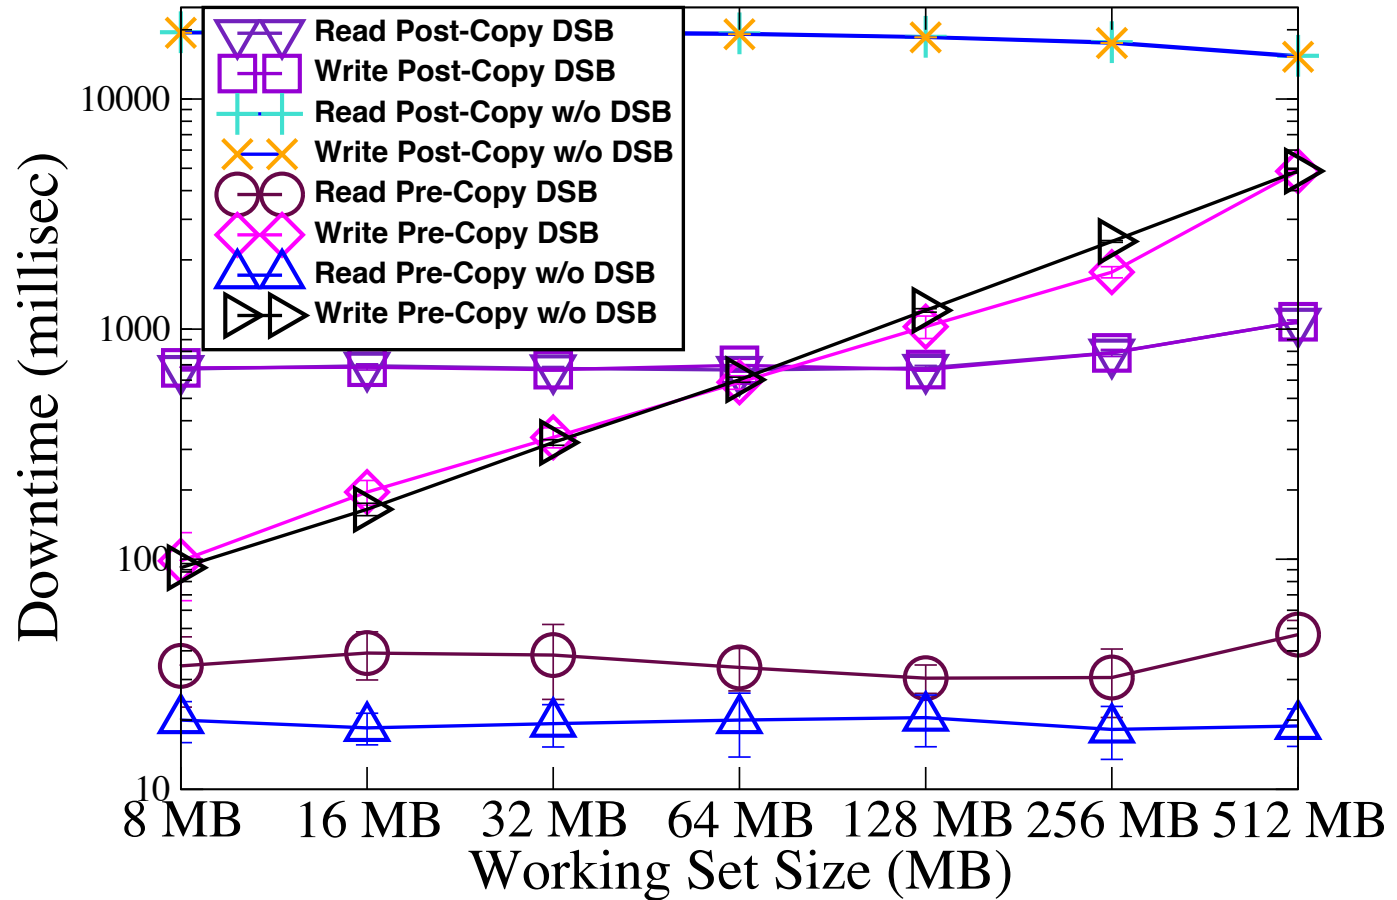 Read Post-Copy DSB
Write Post-Copy DSB
Read Post-Copy w/o DSB
Write Post-Copy w/o DSB
Read Pre-Copy DSB
Write Pre-Copy DSB
Read Pre-Copy w/o DSB
Write Pre-Copy w/o DSB
Downtime (millisec)
10000
1000
100
10
8 MB 16 MB 32 MB 64 MB 128 MB 256 MB 512 MB
Working Set Size (MB)